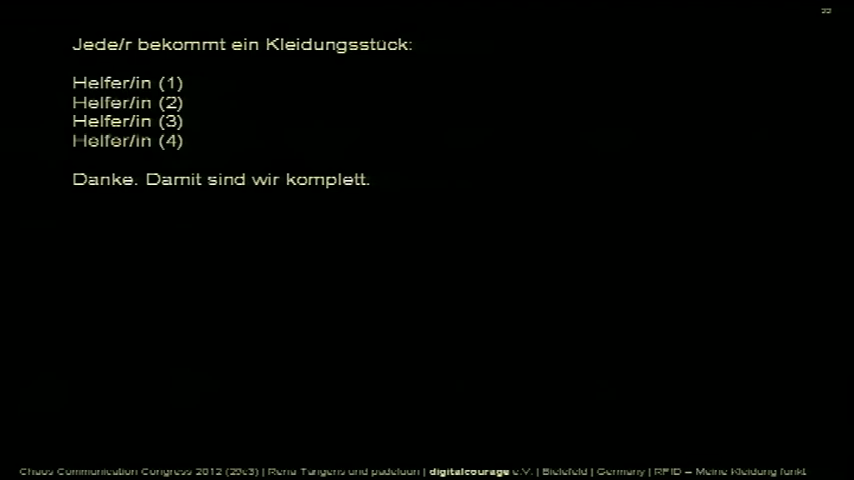 22
Jede/r bekommt ein Kleidungsstück:
Helfer/in (1)
Helfer/in (2)
Helfer/in (3)
Helfer/in (4)
Danke. Damit sind wir komplett.
Chaos Communication Congress 2012 (29c3) | Rena Tangens und padeluun | digitalcourage e.V. | Bielefeld | Germany | RFID – Meine Kleidung funkt